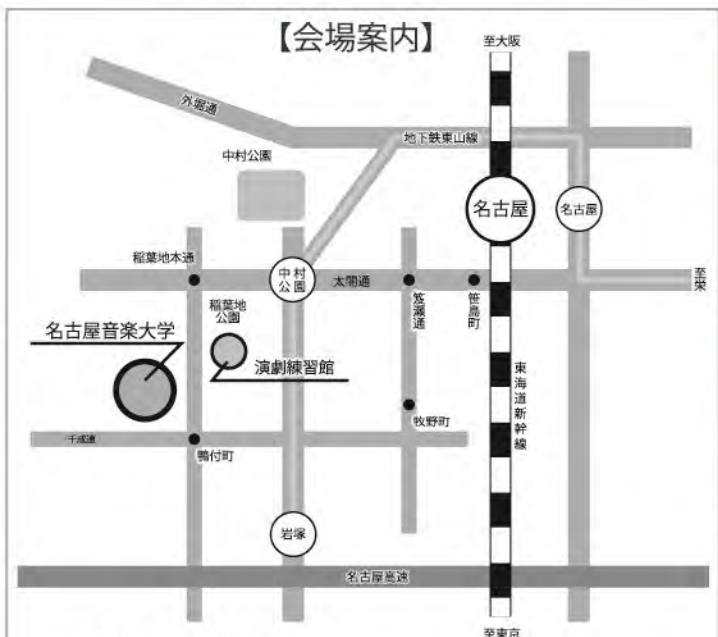 【会場案内】
至大阪
外堀通
地下鉄東山線
中村公園
名古屋
名古屋
稲葉地本通
中村
公園
太閤通
笈瀬通
笹島町
至栄
稲葉地
公園
名古屋音楽大学
演劇練習館
東海道新幹線
牧野町
千成通
鴨付町
岩塚
名古屋高速
至東京